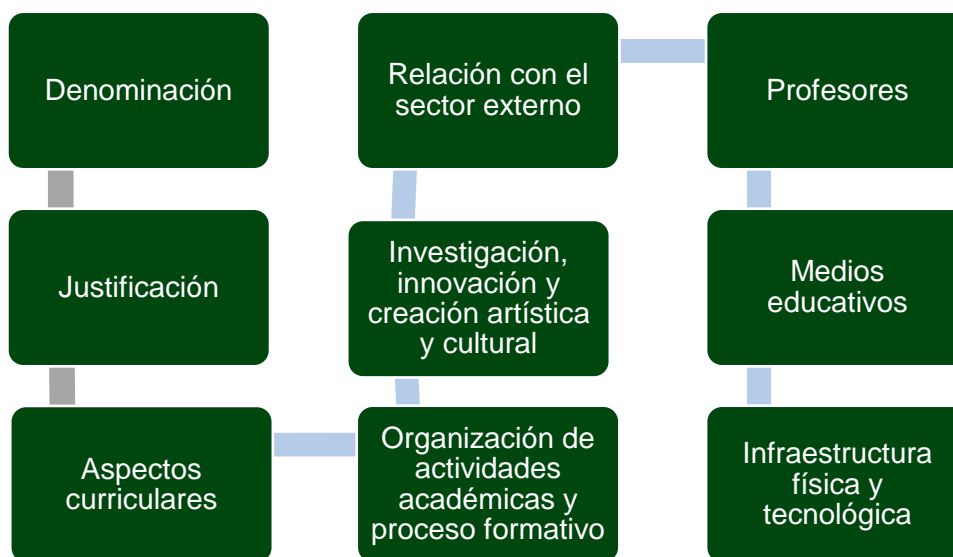 Denominación
Justificación
Aspectos
curriculares
Organización de
actividades
académicas y
proceso formativo
Investigación,
innovación y
creación artística
y cultural
Relación con el
sector externo
Profesores
Medios
educativos
Infraestructura
física y
tecnológica